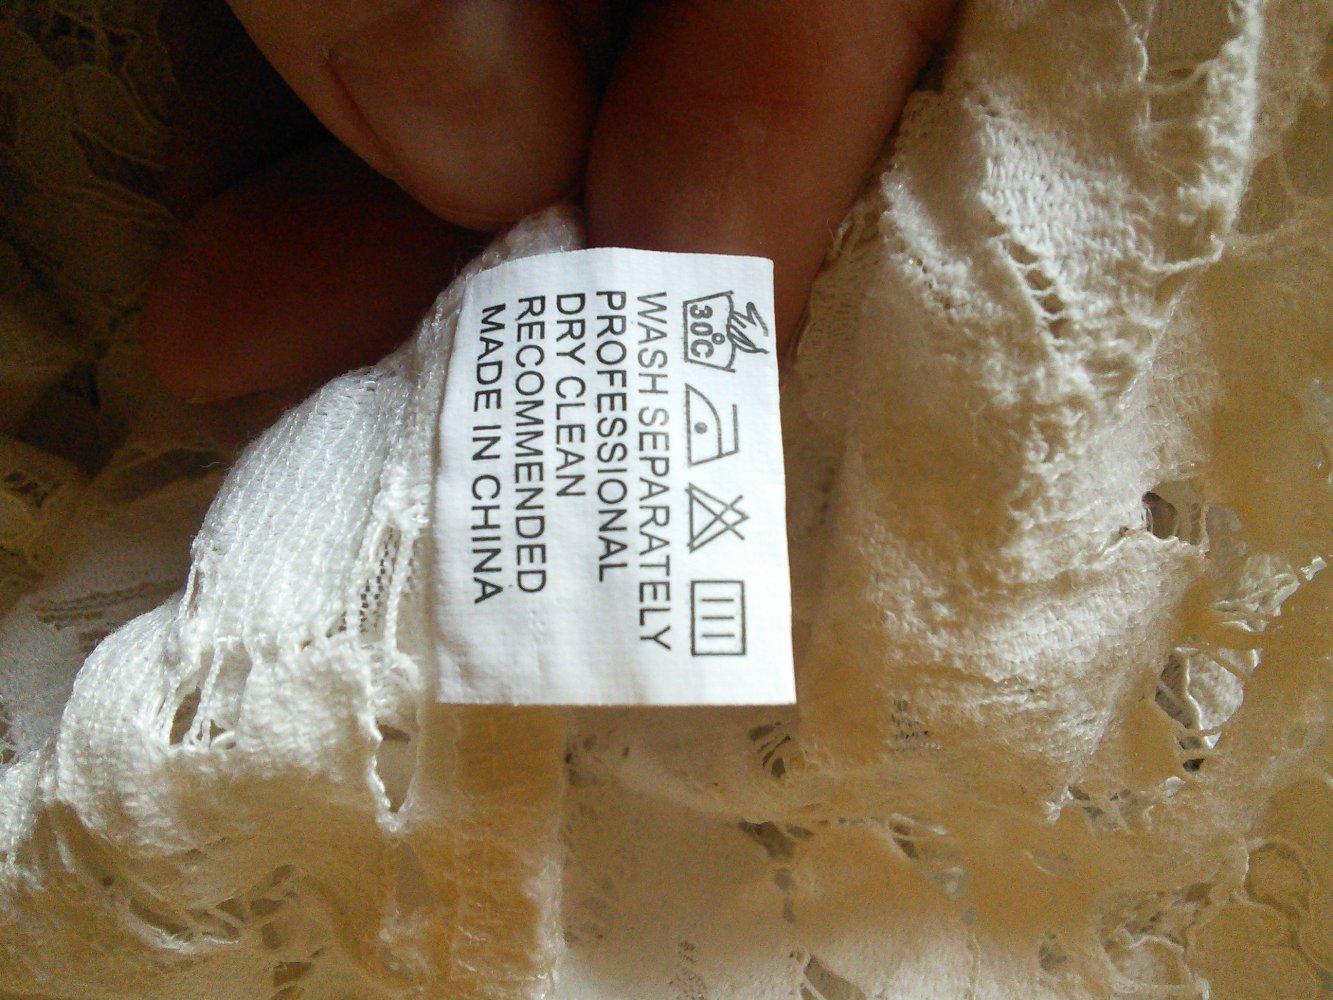 30°C
WASH SEPARATELY
PROFESSIONAL
DRY CLEAN
RECOMMENDED
MADE IN CHINA